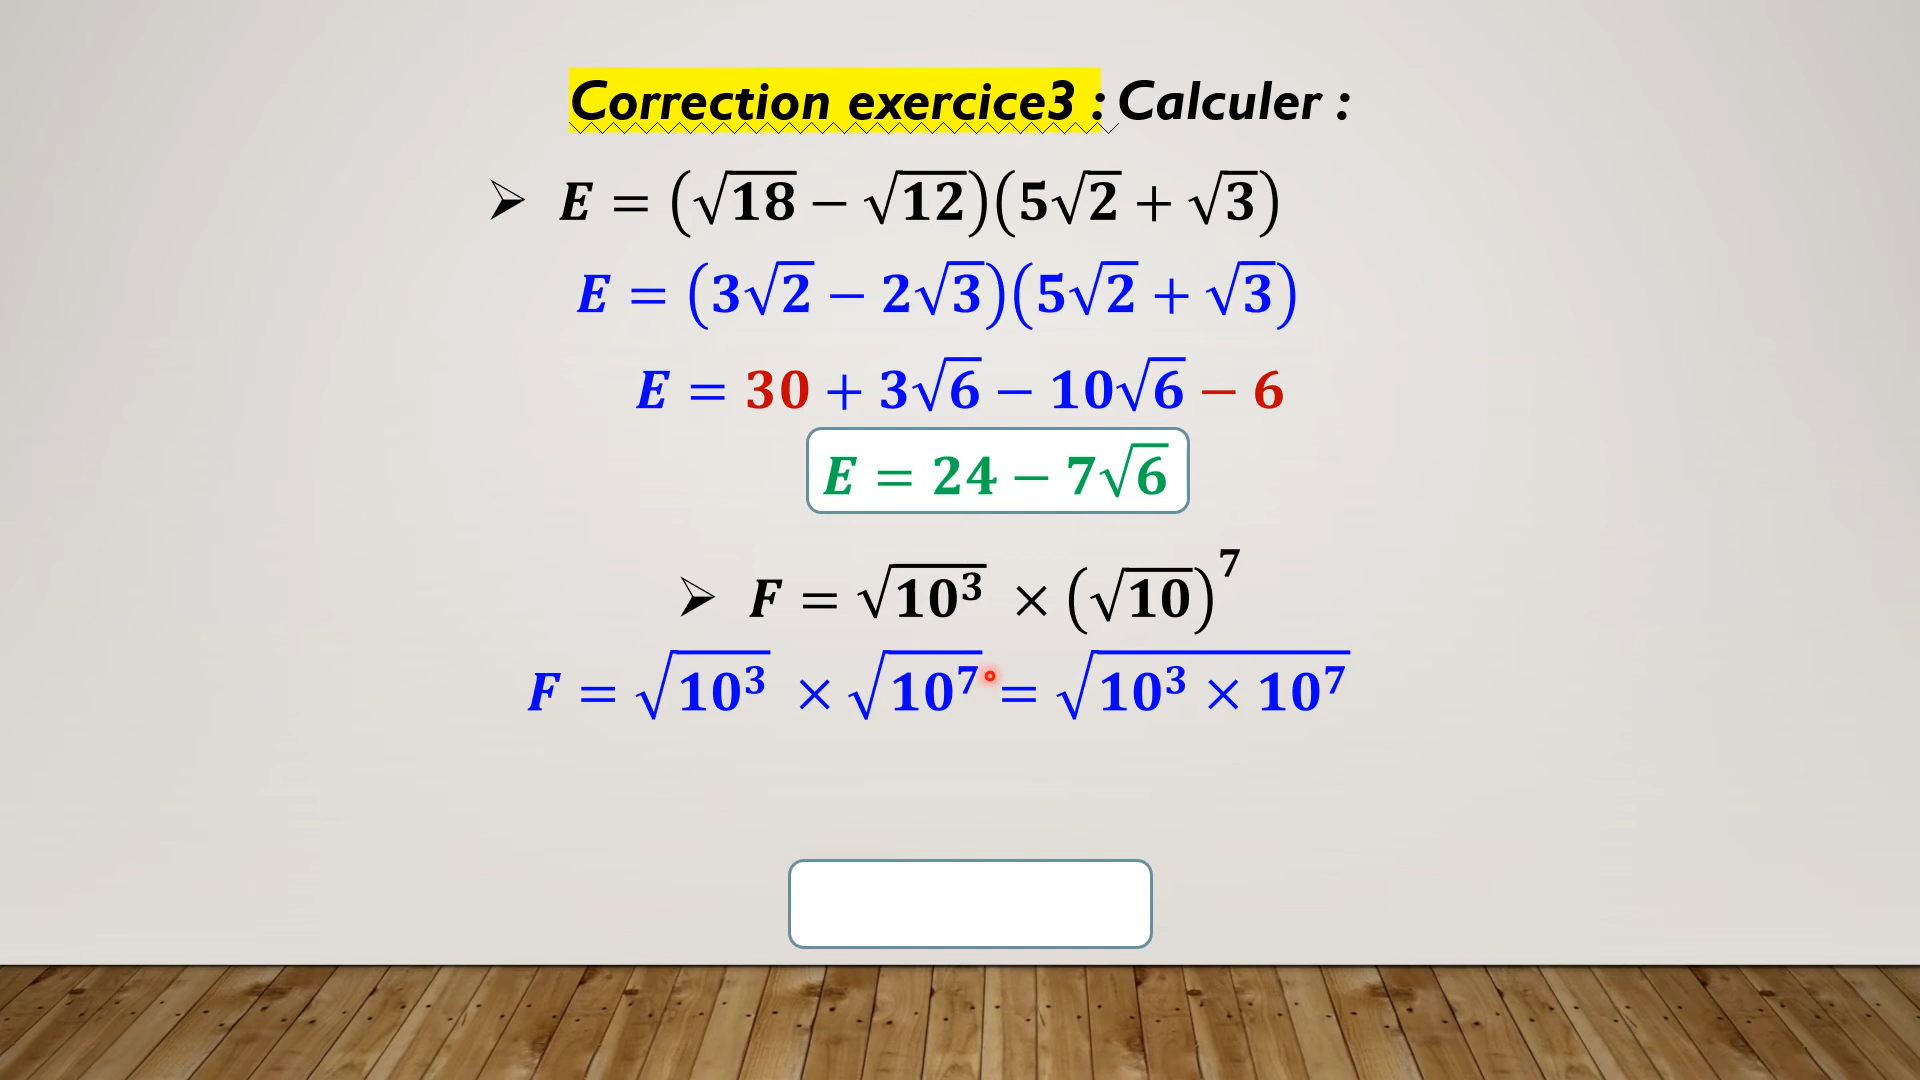 Correction exercice3 : Calculer :
➢ E = (√18 − √12)(5√2 + √3)
E = (3√2 − 2√3)(5√2 + √3)
E = 30 + 3√6 − 10√6 − 6
E = 24 − 7√6
➢ F = √(10³) × (√10)⁷
F = √(10³) × √(10⁷) = √(10³ × 10⁷)